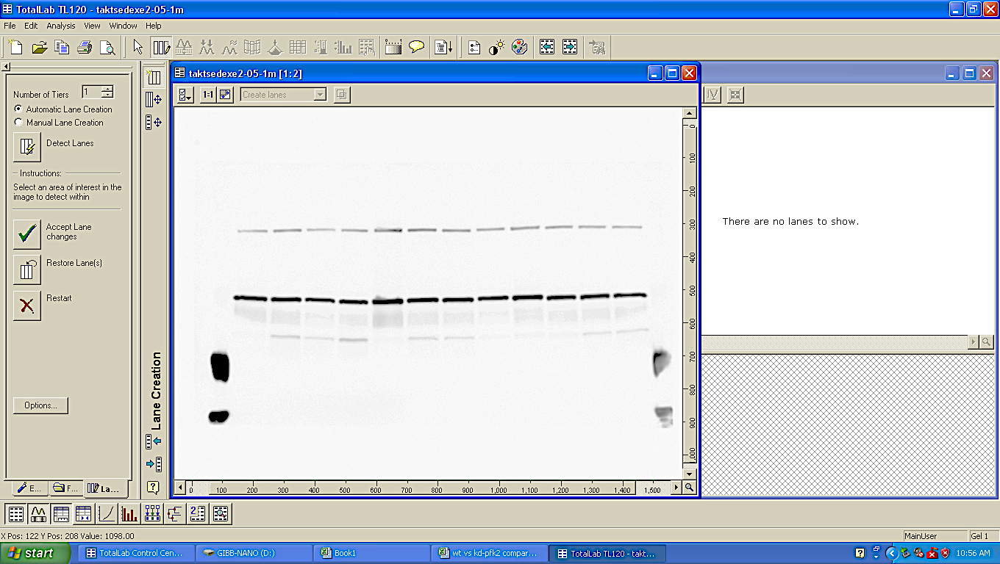 TotalLab TL120 - taktsedexe2-05-1m
File Edit Analysis View Window Help
Number of Tiers 1
Automatic Lane Creation
Manual Lane Creation
Detect Lanes
Instructions:
Select an area of interest in the
image to detect within
Accept Lane
changes
Restore Lane(s)
Restart
Options...
E... F... La...
Lane Creation
taktsedexe2-05-1m [1:2]
1=1 Create lanes
0
100
200
300
400
500
600
700
800
900
,000
0 100 200 300 400 500 600 700 800 900 1,000 1,100 1,200 1,300 1,400 1,500
There are no lanes to show.
X Pos: 122 Y Pos: 208 Value: 1098.00
MainUser Gel 1
start TotalLab Control Cen... GIBB-NANO (D:) Book1 wt vs kd-pfk2 compar... TotalLab TL120 - takt... 10:56 AM